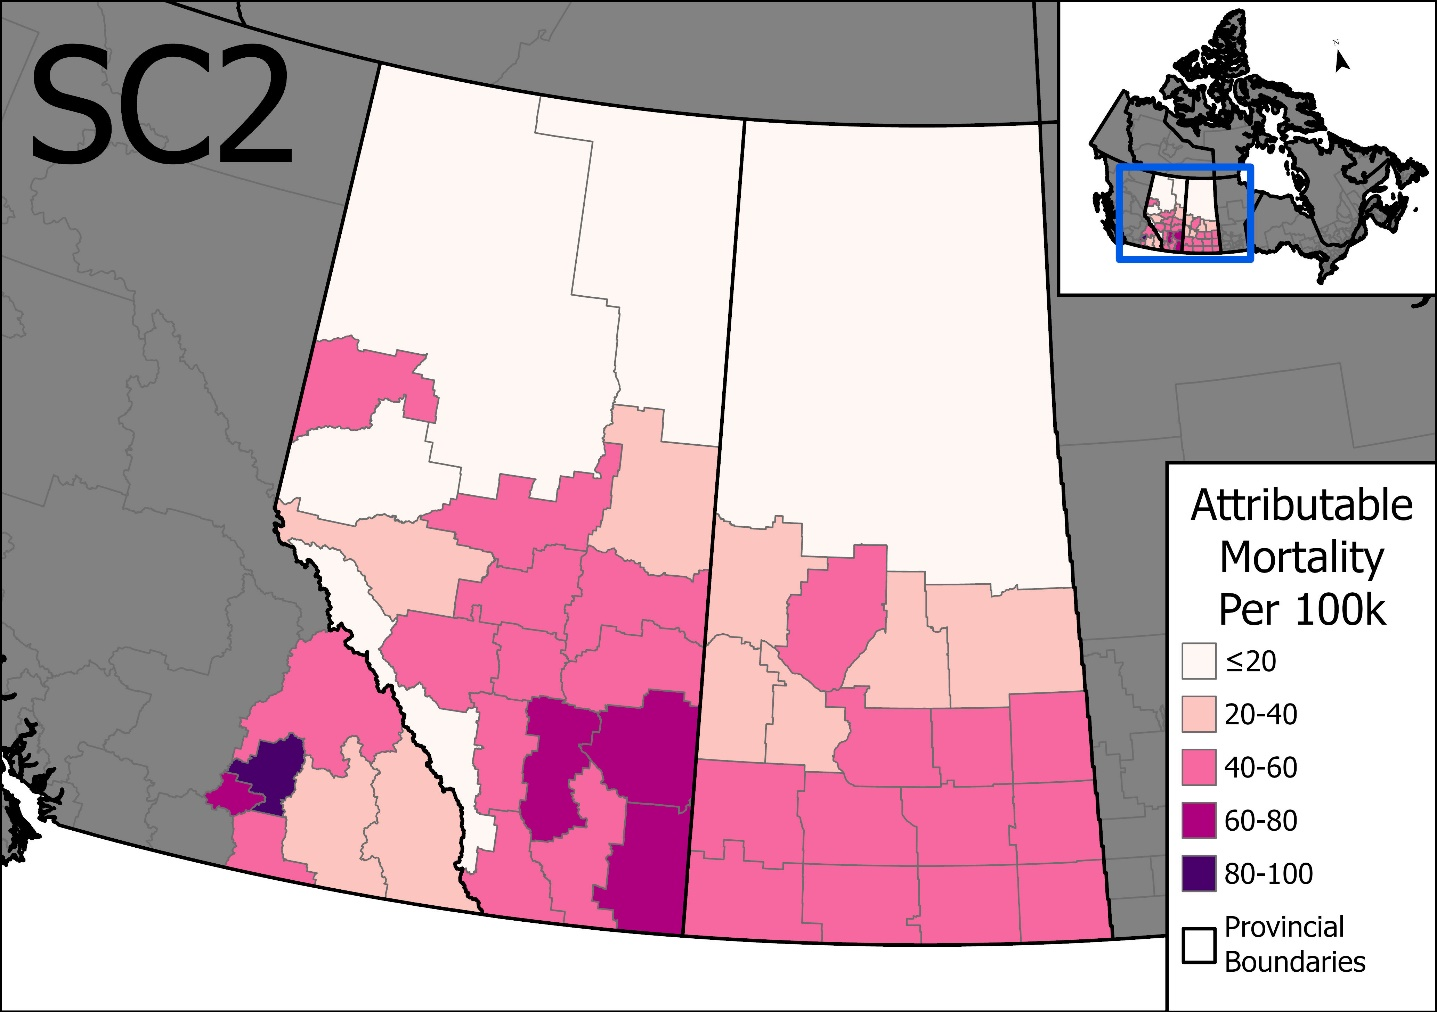 SC2
N
Attributable
Mortality
Per 100k
≤20
20-40
40-60
60-80
80-100
Provincial
Boundaries